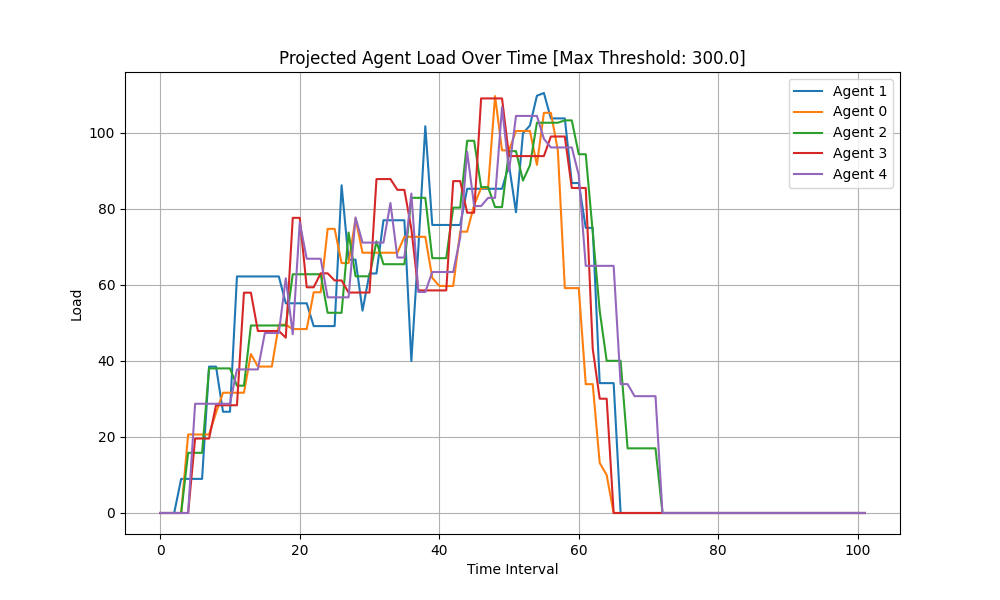 Projected Agent Load Over Time [Max Threshold: 300.0]
Load
100
80
60
40
20
0
Agent 1
Agent 0
Agent 2
Agent 3
Agent 4
0 20 40 60 80 100
Time Interval